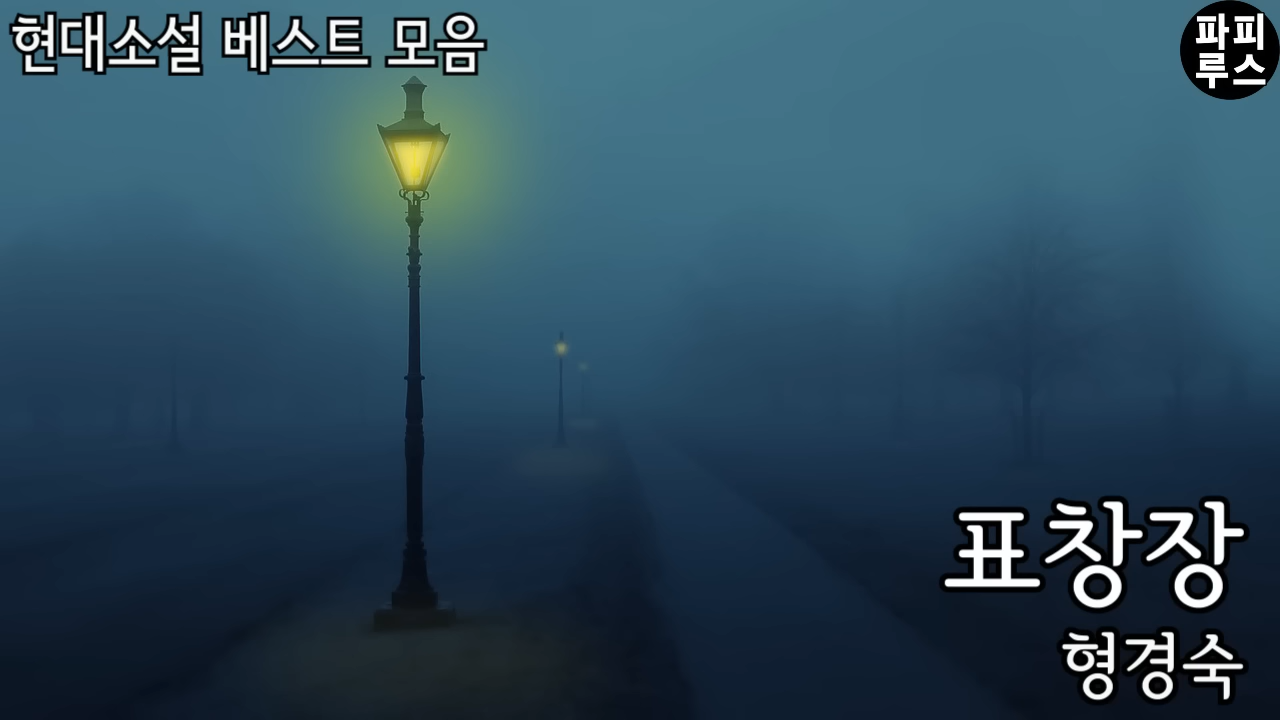 현대소설 베스트 모음
파피
루스
표창장
형경숙